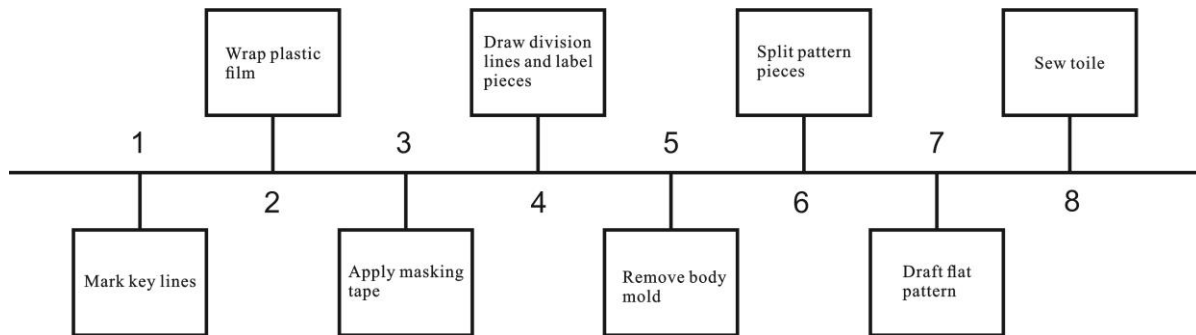 Wrap plastic
film
Draw division
lines and label
pieces
Split pattern
pieces
Sew toile
1
3
5
7
2
4
6
8
Mark key lines
Apply masking
tape
Remove body
mold
Draft flat
pattern